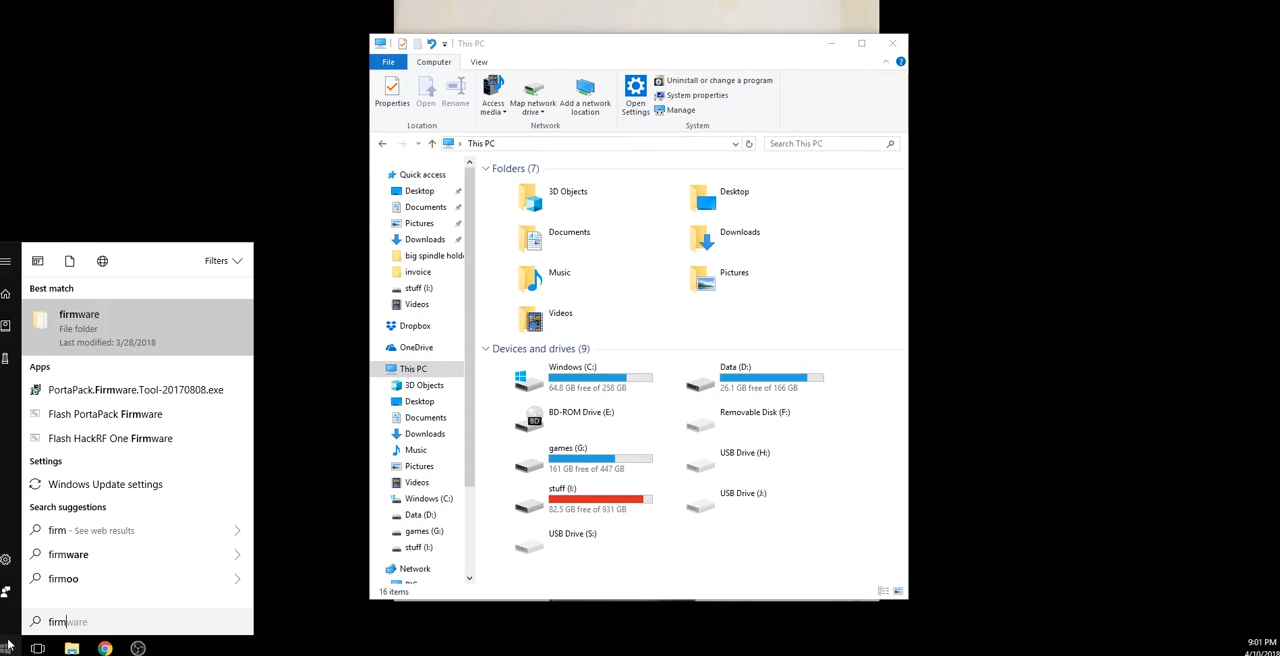 This PC
File
Computer
View
Properties
Open
Rename
Access media
Map network drive
Add a network location
Open Settings
Uninstall or change a program
System properties
Manage
Location
Network
System
This PC
Search This PC
Quick access
Desktop
Documents
Pictures
Downloads
big spindle hold
invoice
stuff (I:)
Videos
Dropbox
OneDrive
This PC
3D Objects
Desktop
Documents
Downloads
Music
Pictures
Videos
Windows (C:)
Data (D:)
games (G:)
stuff (I:)
Network
Folders (7)
3D Objects
Desktop
Documents
Downloads
Music
Pictures
Videos
Devices and drives (9)
Windows (C:)
64.8 GB free of 258 GB
Data (D:)
26.1 GB free of 166 GB
BD-ROM Drive (E:)
BD
Removable Disk (F:)
games (G:)
161 GB free of 447 GB
USB Drive (H:)
stuff (I:)
82.5 GB free of 931 GB
USB Drive (J:)
USB Drive (S:)
16 items
Filters
Best match
firmware
File folder
Last modified: 3/28/2018
Apps
PortaPack.Firmware.Tool-20170808.exe
Flash PortaPack Firmware
Flash HackRF One Firmware
Settings
Windows Update settings
Search suggestions
firm - See web results
firmware
firmoo
firmware
9:01 PM
4/10/2018